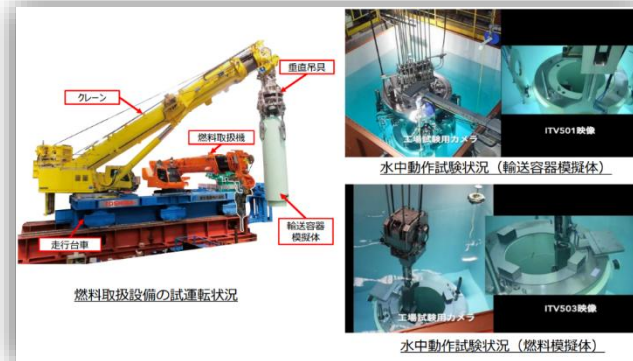 クレーン
垂直吊具
燃料取扱機
輸送容器
模擬体
走行台車
燃料取扱設備の試運転状況
工場試験用カメラ
ITV501映像
水中動作試験状況（輸送容器模擬体）
工場試験用カメラ
ITV503映像
水中動作試験状況（燃料模擬体）